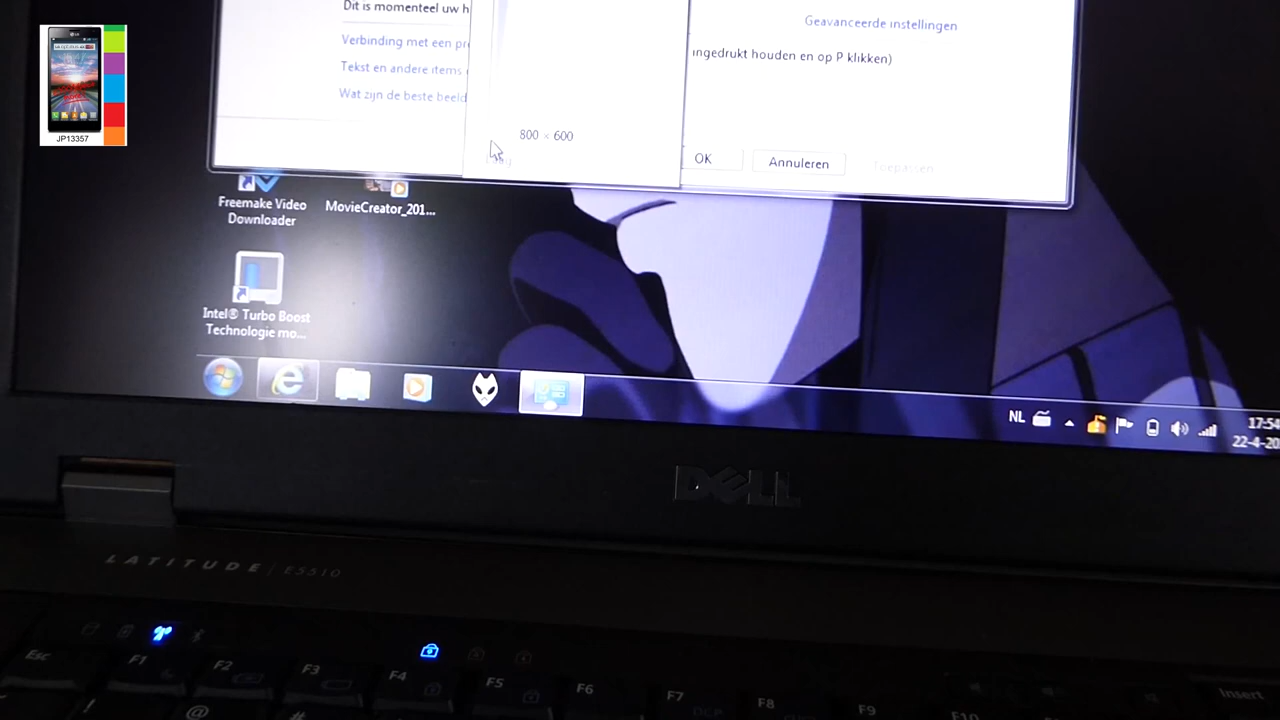 Dit is momenteel uw h
Geavanceerde instellingen
Verbinding met een pr
ingedrukt houden en op P klikken)
Tekst en andere items
Wat zijn de beste beeld
800 × 600
OK
Annuleren
Toepassen
JP13357
Freemake Video
Downloader
MovieCreator_201...
Intel® Turbo Boost
Technologie mo...
NL
17:54
22-4-20
DELL
LATITUDE | E5510
Esc
F1
F2
F3
F4
F5
F6
F7
F8
F9
F10
Insert
!
@
#